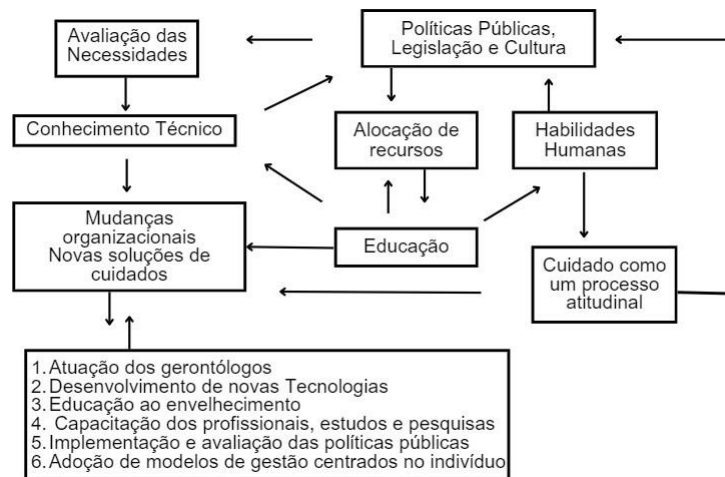 Avaliação das
Necessidades
Políticas Públicas,
Legislação e Cultura
Conhecimento Técnico
Alocação de
recursos
Habilidades
Humanas
Mudanças
organizacionais
Novas soluções de
cuidados
Educação
Cuidado como
um processo
atitudinal
1. Atuação dos gerontólogos
2. Desenvolvimento de novas Tecnologias
3. Educação ao envelhecimento
4. Capacitação dos profissionais, estudos e pesquisas
5. Implementação e avaliação das políticas públicas
6. Adoção de modelos de gestão centrados no indivíduo